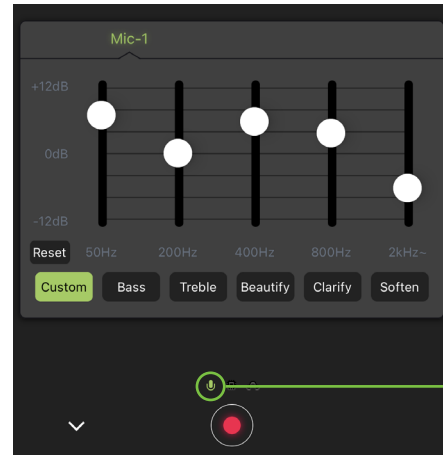 Mic-1
+12dB
0dB
-12dB
Reset 50Hz 200Hz 400Hz 800Hz 2kHz~
Custom Bass Treble Beautify Clarify Soften